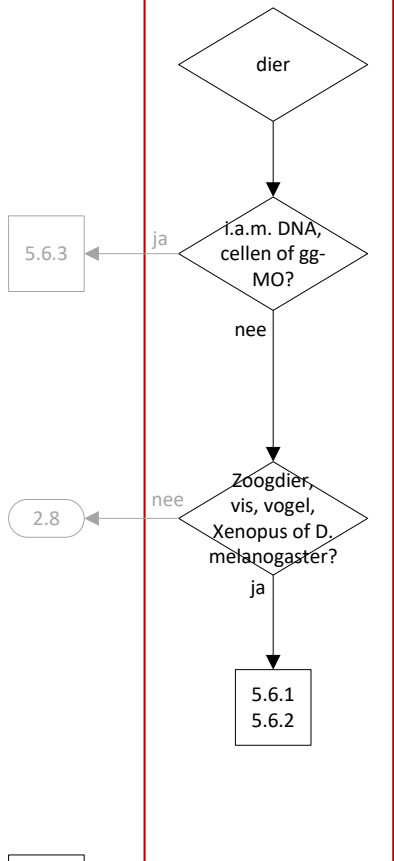 dier
i.a.m. DNA,
cellen of gg-
MO?
ja
5.6.3
nee
Zoogdier,
vis, vogel,
Xenopus of D.
melanogaster?
nee
2.8
ja
5.6.1
5.6.2